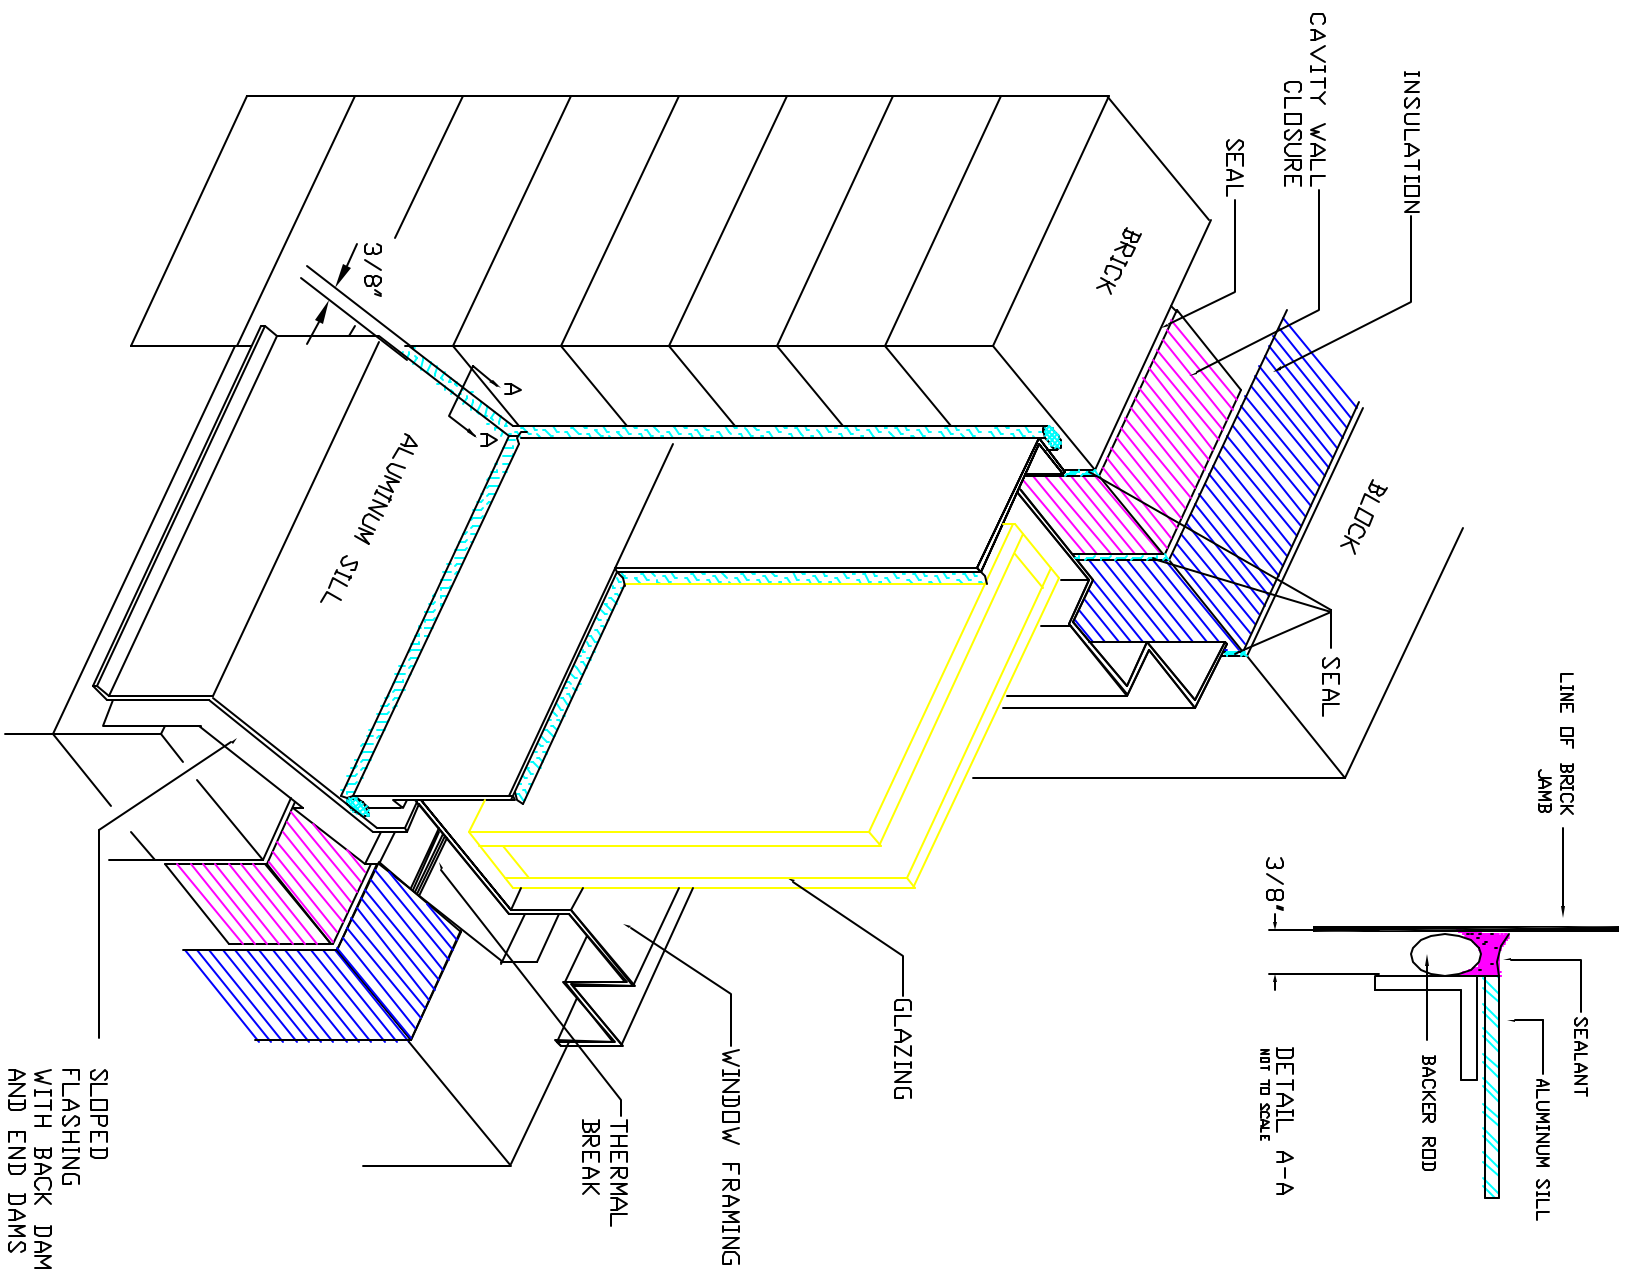 INSULATION
CAVITY WALL
CLOSURE
SEAL
BRICK
BLOCK
SEAL
3/8"
A
A
ALUMINUM SILL
GLAZING
WINDOW FRAMING
THERMAL
BREAK
SLOPED
FLASHING
WITH BACK DAM
AND END DAMS
LINE OF BRICK
JAMB
SEALANT
ALUMINUM SILL
BACKER ROD
3/8"
DETAIL A-A
NOT TO SCALE